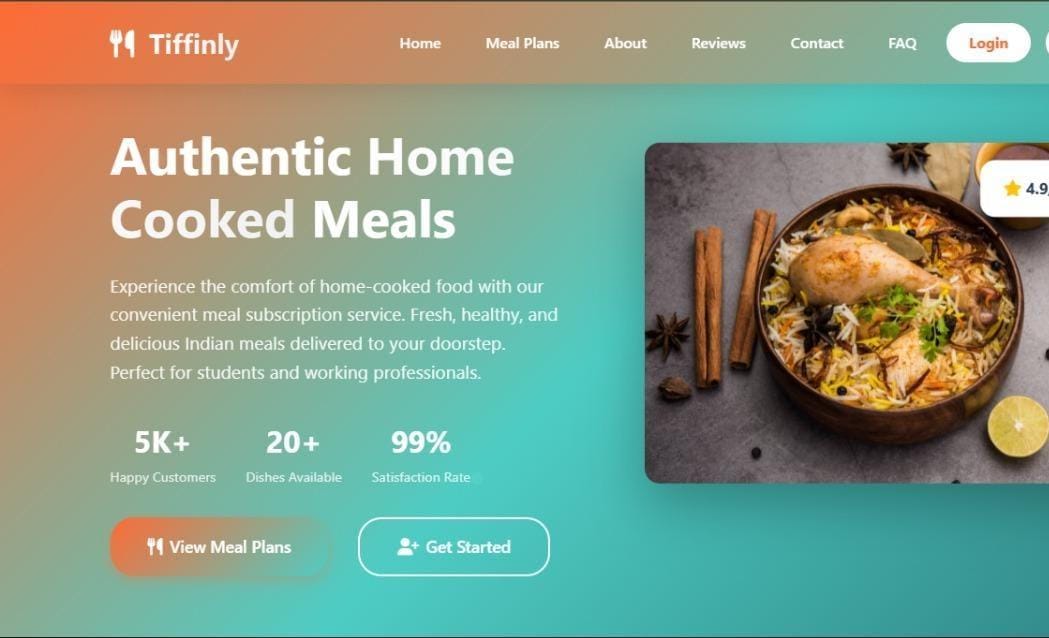 Tiffinly
Home
Meal Plans
About
Reviews
Contact
FAQ
Login
Authentic Home
Cooked Meals
Experience the comfort of home-cooked food with our
convenient meal subscription service. Fresh, healthy, and
delicious Indian meals delivered to your doorstep.
Perfect for students and working professionals.
5K+
Happy Customers
20+
Dishes Available
99%
Satisfaction Rate
View Meal Plans
Get Started
4.9